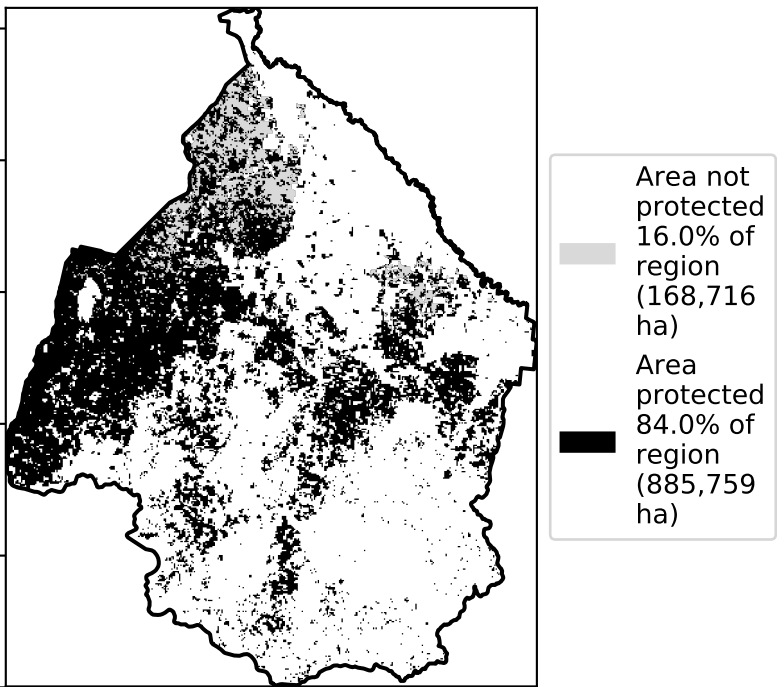 Area not
protected
16.0% of
region
(168,716
ha)
Area
protected
84.0% of
region
(885,759
ha)